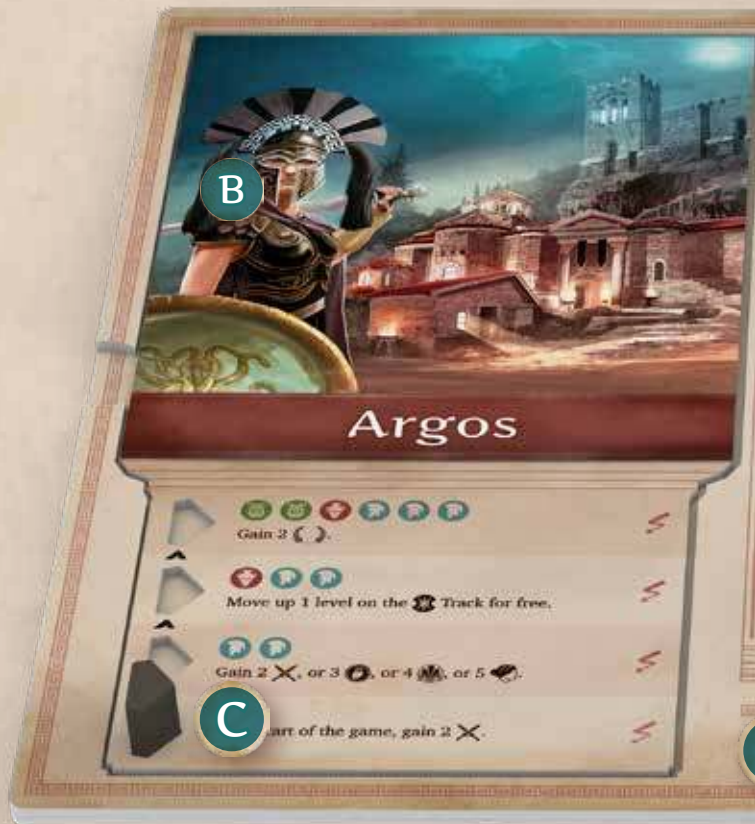 B
Argos
Gain 2 .
Move up 1 level on the Track for free.
Gain 2 , or 3 , or 4 , or 5 .
C
of the game, gain 2 .